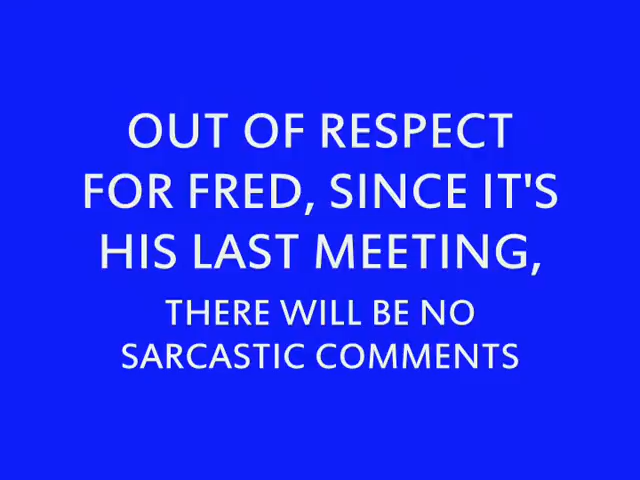 OUT OF RESPECT
FOR FRED, SINCE IT'S
HIS LAST MEETING,
THERE WILL BE NO
SARCASTIC COMMENTS